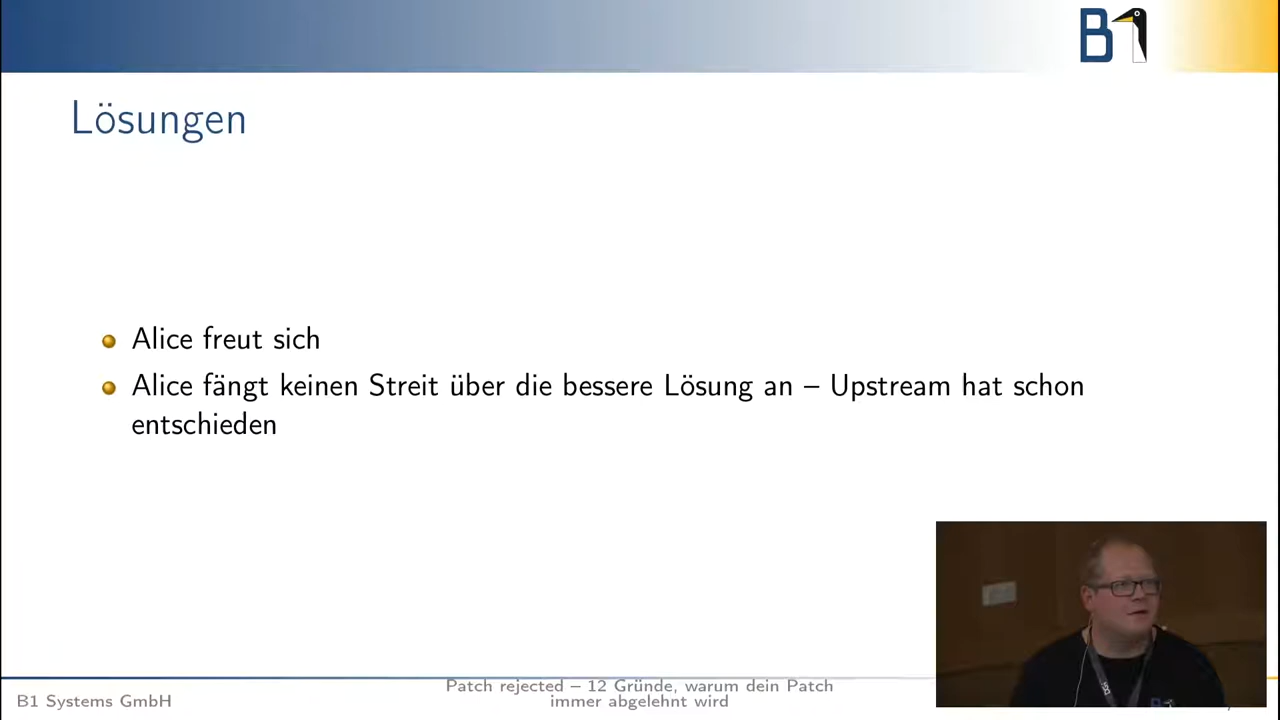 B1
Lösungen
Alice freut sich
Alice fängt keinen Streit über die bessere Lösung an – Upstream hat schon
entschieden
B1 Systems GmbH
Patch rejected – 12 Gründe, warum dein Patch
immer abgelehnt wird